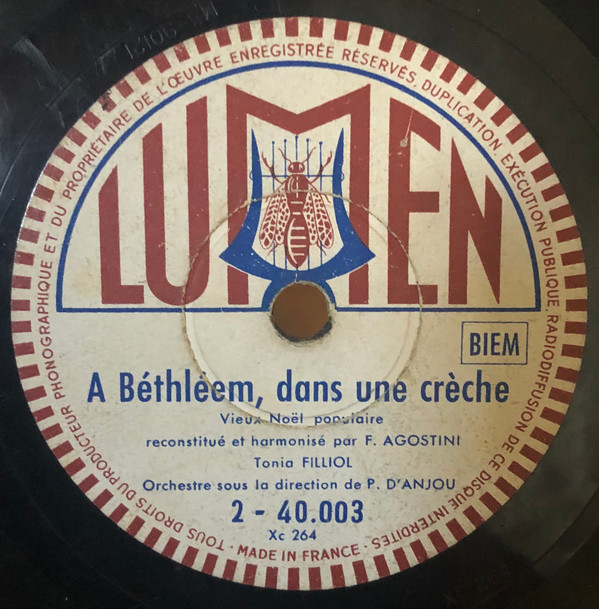 TOUS DROITS DU PRODUCTEUR PHONOGRAPHIQUE ET DU PROPRIÉTAIRE DE L'ŒUVRE ENREGISTRÉE RÉSERVÉS. DUPLICATION, EXÉCUTION PUBLIQUE, RADIODIFFUSION DE CE DISQUE INTERDITES
LUMEN
BIEM
A Béthlèem, dans une crèche
Vieux Noël populaire
reconstitué et harmonisé par F. AGOSTINI
Tonia FILLIOL
Orchestre sous la direction de P. D'ANJOU
2 - 40.003
Xc 264
· MADE IN FRANCE ·